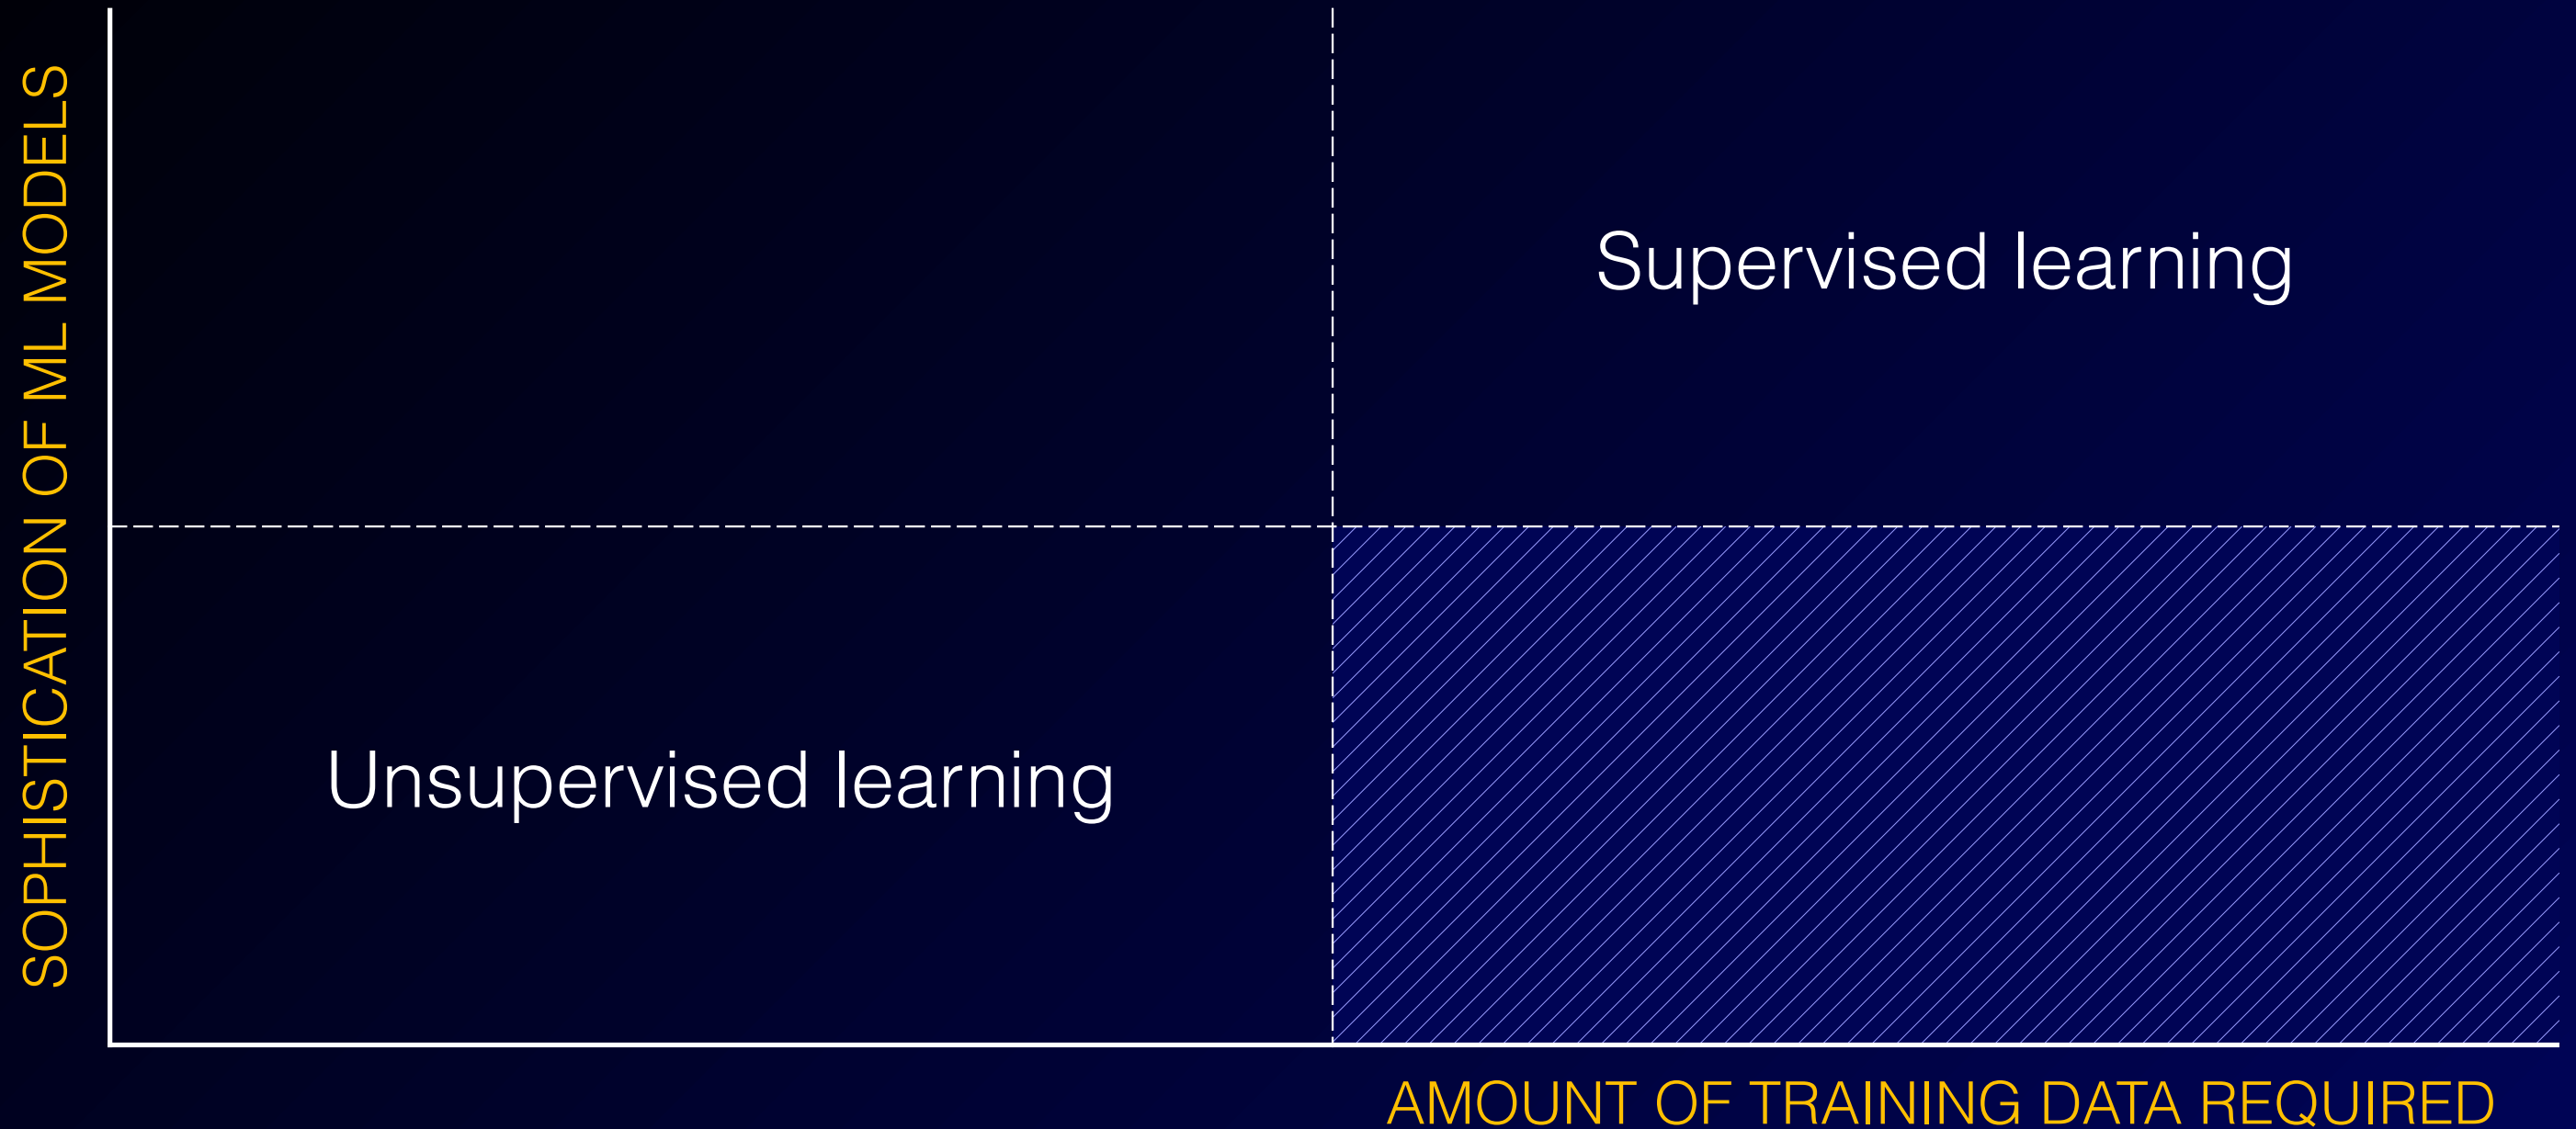 SOPHISTICATION OF ML MODELS
Supervised learning
Unsupervised learning
AMOUNT OF TRAINING DATA REQUIRED